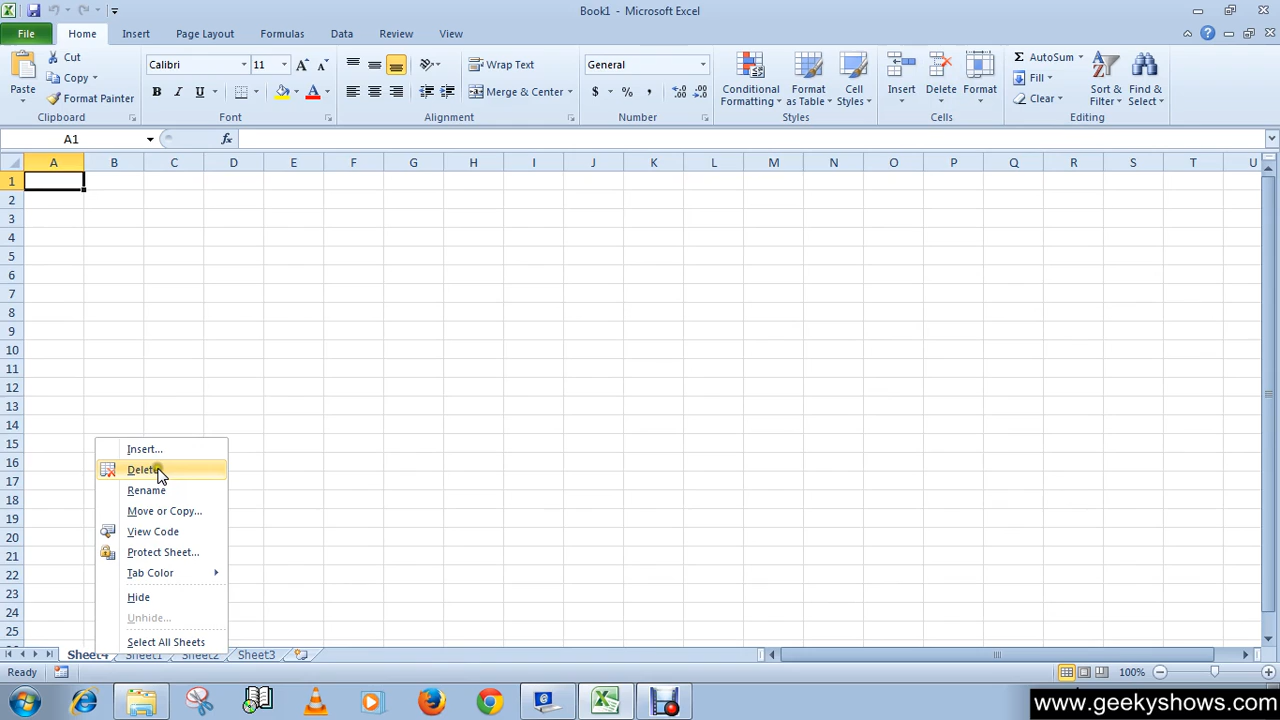 Book1 - Microsoft Excel
File Home Insert Page Layout Formulas Data Review View
Paste Cut Copy Format Painter
Clipboard
Calibri 11
B I U A
Font
Wrap Text
Merge & Center
Alignment
General
$ % ,
Number
Conditional Formatting Format as Table Cell Styles
Styles
Insert Delete Format
Cells
Σ AutoSum
Fill
Clear
Sort & Filter Find & Select
Editing
A1 fx
A B C D E F G H I J K L M N O P Q R S T U
1
2
3
4
5
6
7
8
9
10
11
12
13
14
15
16
17
18
19
20
21
22
23
24
25
Insert...
Delete
Rename
Move or Copy...
View Code
Protect Sheet...
Tab Color
Hide
Unhide...
Select All Sheets
Sheet4 Sheet1 Sheet2 Sheet3
Ready 100%
www.geekyshows.com